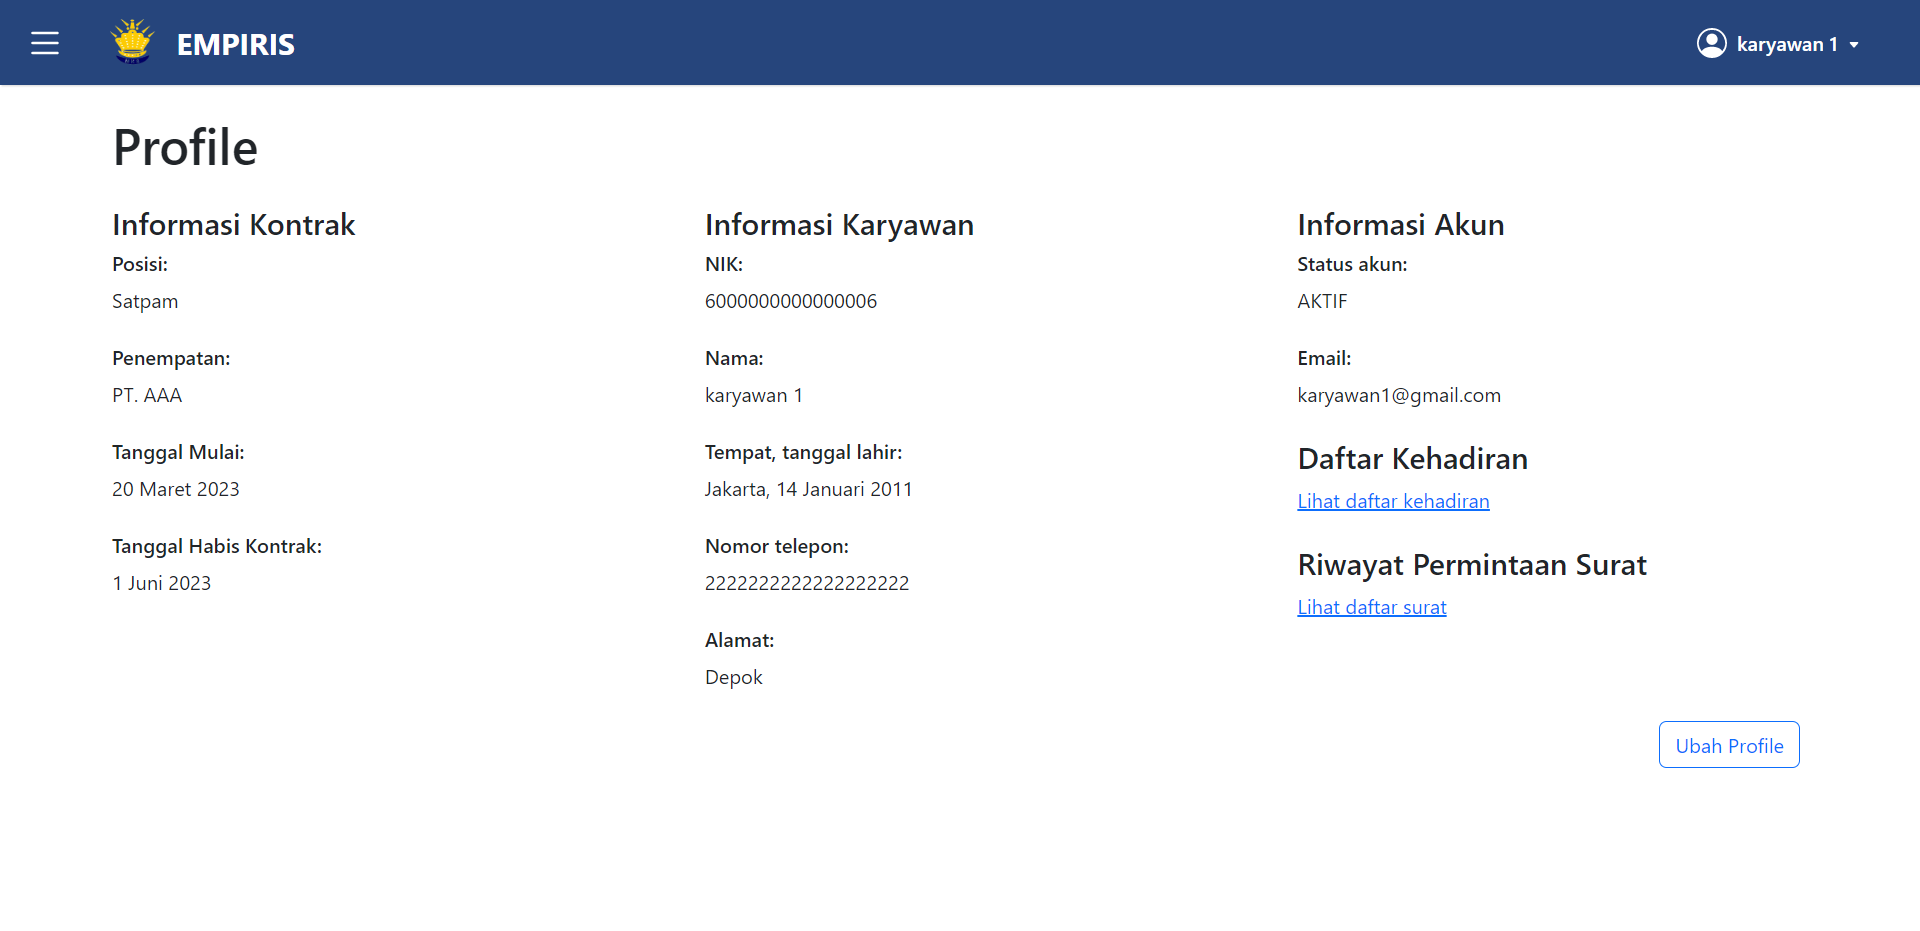 EMPIRIS
karyawan 1
Profile
Informasi Kontrak
Posisi:
Satpam
Penempatan:
PT. AAA
Tanggal Mulai:
20 Maret 2023
Tanggal Habis Kontrak:
1 Juni 2023
Informasi Karyawan
NIK:
6000000000000006
Nama:
karyawan 1
Tempat, tanggal lahir:
Jakarta, 14 Januari 2011
Nomor telepon:
2222222222222222222
Alamat:
Depok
Informasi Akun
Status akun:
AKTIF
Email:
karyawan1@gmail.com
Daftar Kehadiran
Lihat daftar kehadiran
Riwayat Permintaan Surat
Lihat daftar surat
Ubah Profile